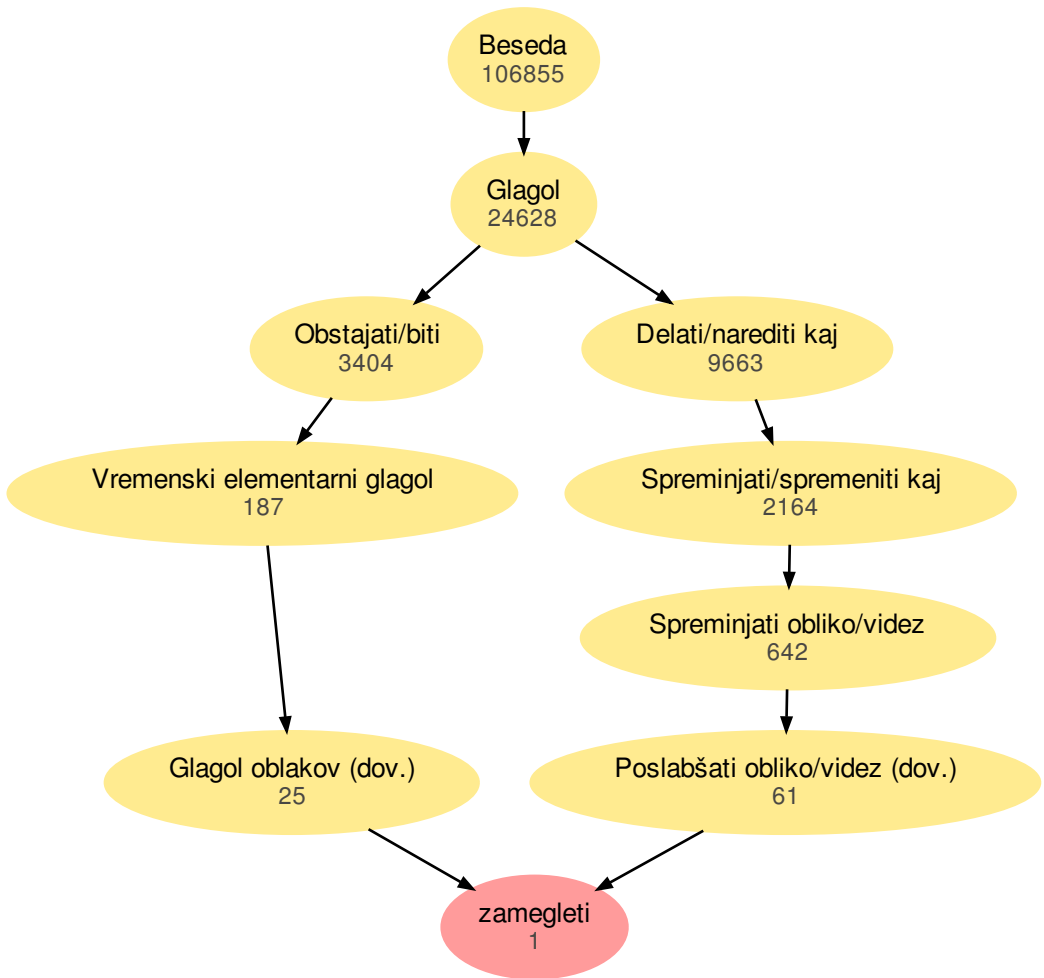 Beseda
106855
Glagol
24628
Obstajati/biti
3404
Delati/narediti kaj
9663
Vremenski elementarni glagol
187
Spreminjati/spremeniti kaj
2164
Spreminjati obliko/videz
642
Glagol oblakov (dov.)
25
Poslabšati obliko/videz (dov.)
61
zamegleti
1